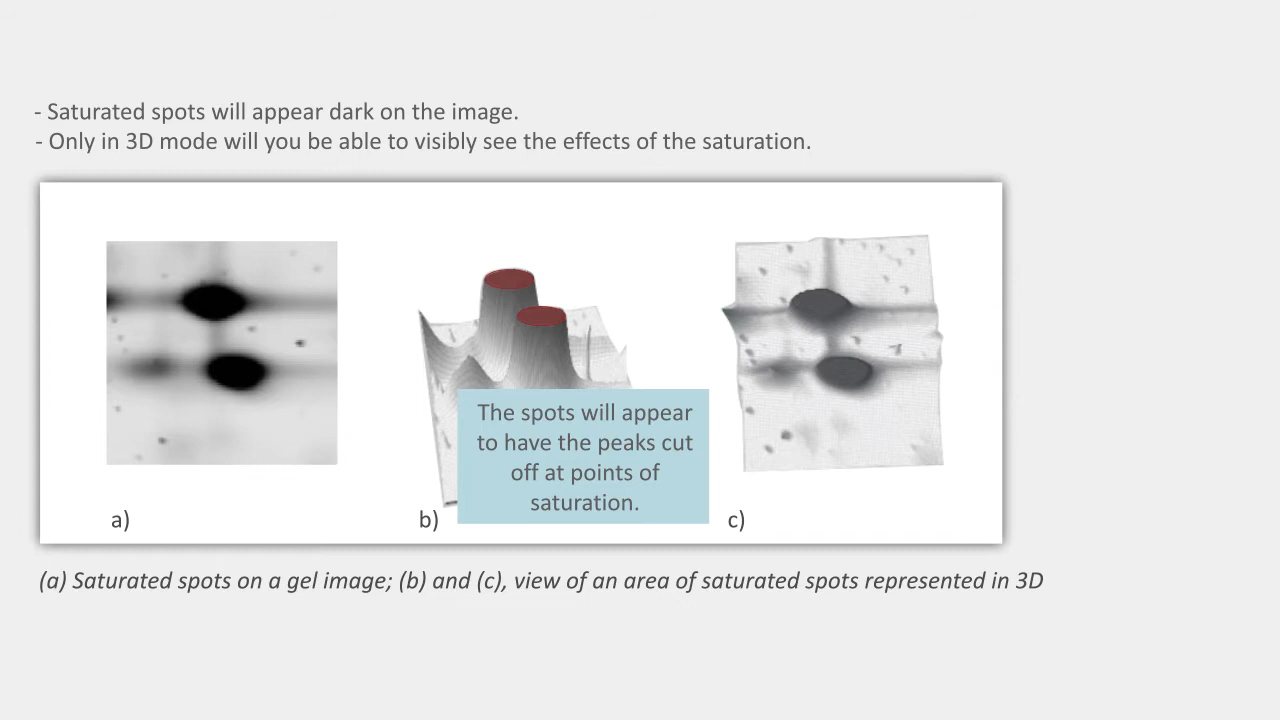 - Saturated spots will appear dark on the image.
- Only in 3D mode will you be able to visibly see the effects of the saturation.
The spots will appear
to have the peaks cut
off at points of
saturation.
a)
b)
c)
(a) Saturated spots on a gel image; (b) and (c), view of an area of saturated spots represented in 3D